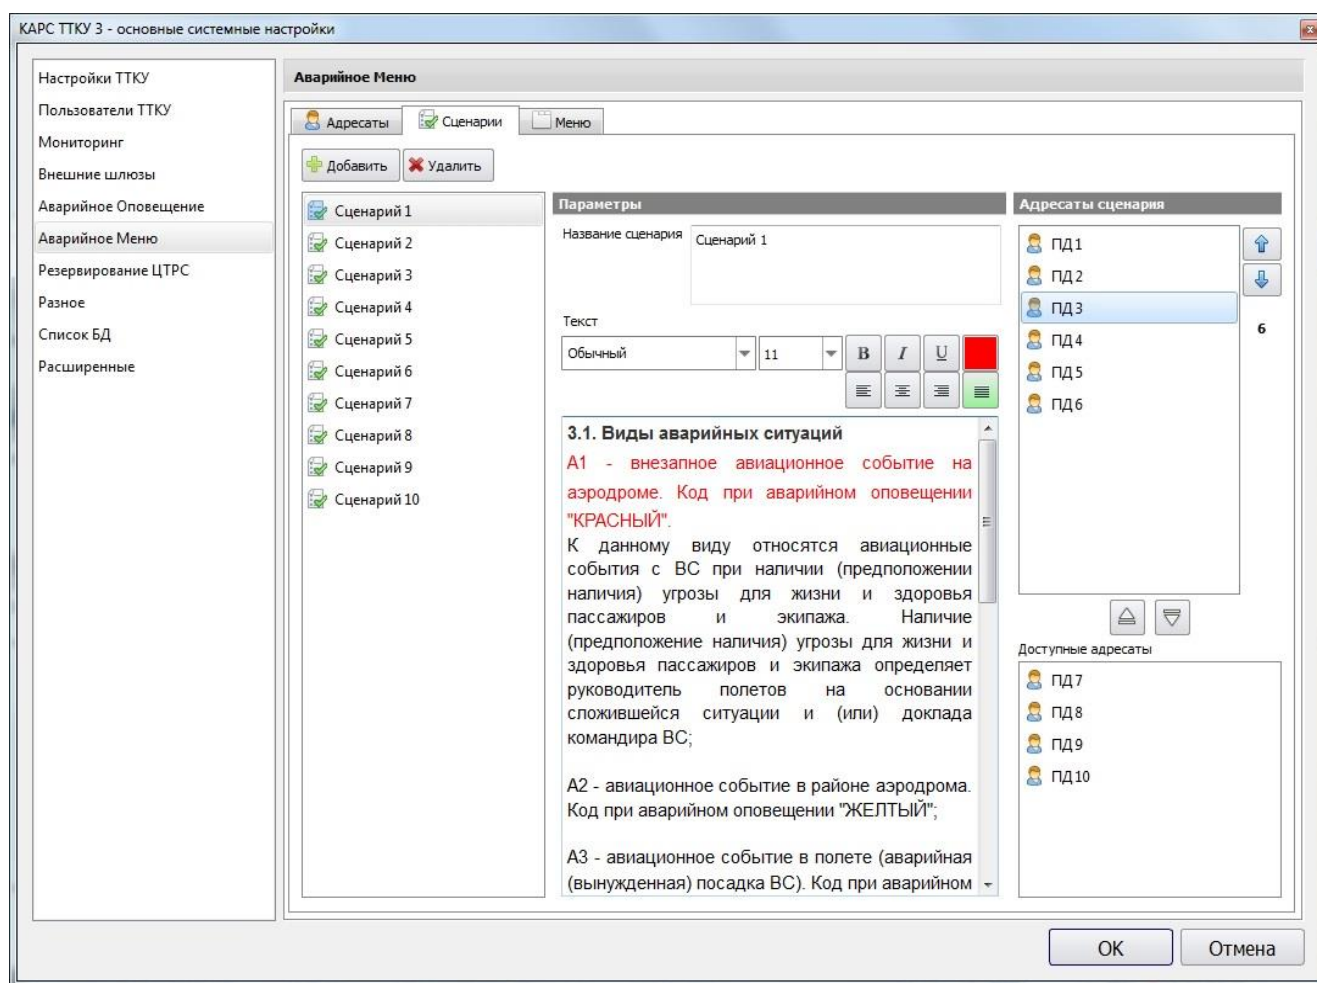 КАРС ТТКУ 3 - основные системные настройки
Настройки ТТКУ
Пользователи ТТКУ
Мониторинг
Внешние шлюзы
Аварийное Оповещение
Аварийное Меню
Резервирование ЦТРС
Разное
Список БД
Расширенные
Аварийное Меню
Адресаты
Сценарии
Меню
Добавить
Удалить
Сценарий 1
Сценарий 2
Сценарий 3
Сценарий 4
Сценарий 5
Сценарий 6
Сценарий 7
Сценарий 8
Сценарий 9
Сценарий 10
Параметры
Название сценария
Сценарий 1
Текст
Обычный
11
B
I
U
3.1. Виды аварийных ситуаций
А1 - внезапное авиационное событие на
аэродроме. Код при аварийном оповещении
"КРАСНЫЙ".
К данному виду относятся авиационные
события с ВС при наличии (предположении
наличия) угрозы для жизни и здоровья
пассажиров и экипажа. Наличие
(предположение наличия) угрозы для жизни и
здоровья пассажиров и экипажа определяет
руководитель полетов на основании
сложившейся ситуации и (или) доклада
командира ВС;
А2 - авиационное событие в районе аэродрома.
Код при аварийном оповещении "ЖЕЛТЫЙ";
А3 - авиационное событие в полете (аварийная
(вынужденная) посадка ВС). Код при аварийном
Адресаты сценария
ПД 1
ПД 2
ПД 3
ПД 4
ПД 5
ПД 6
6
Доступные адресаты
ПД 7
ПД 8
ПД 9
ПД 10
ОК
Отмена